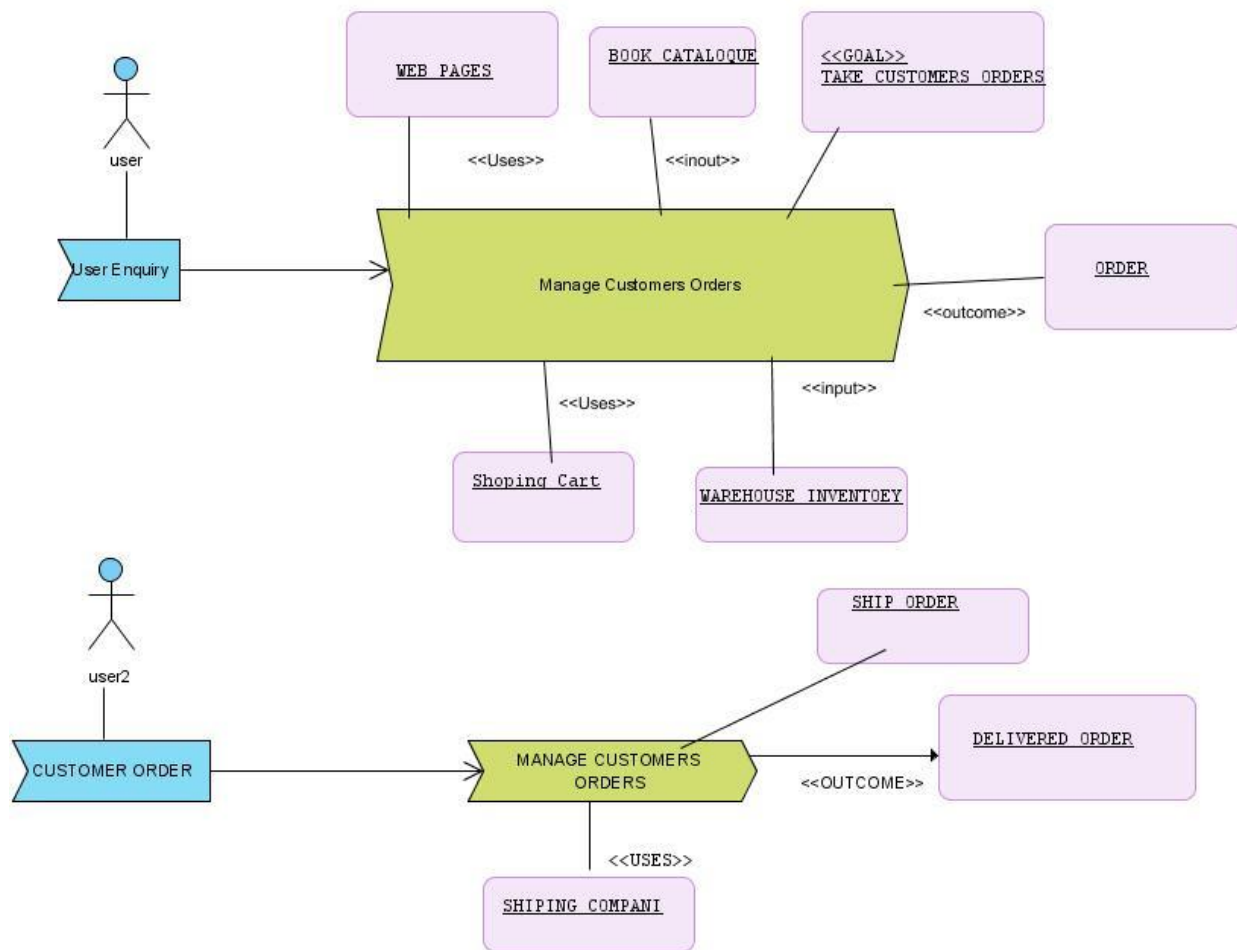 WEB PAGES
BOOK CATALOQUE
<<GOAL>>
TAKE CUSTOMERS ORDERS
user
<<Uses>>
<<inout>>
User Enquiry
Manage Customers Orders
ORDER
<<outcome>>
<<Uses>>
<<input>>
Shoping Cart
WAREHOUSE INVENTOEY
user2
SHIP ORDER
CUSTOMER ORDER
MANAGE CUSTOMERS
ORDERS
DELIVERED ORDER
<<OUTCOME>>
<<USES>>
SHIPING COMPANI